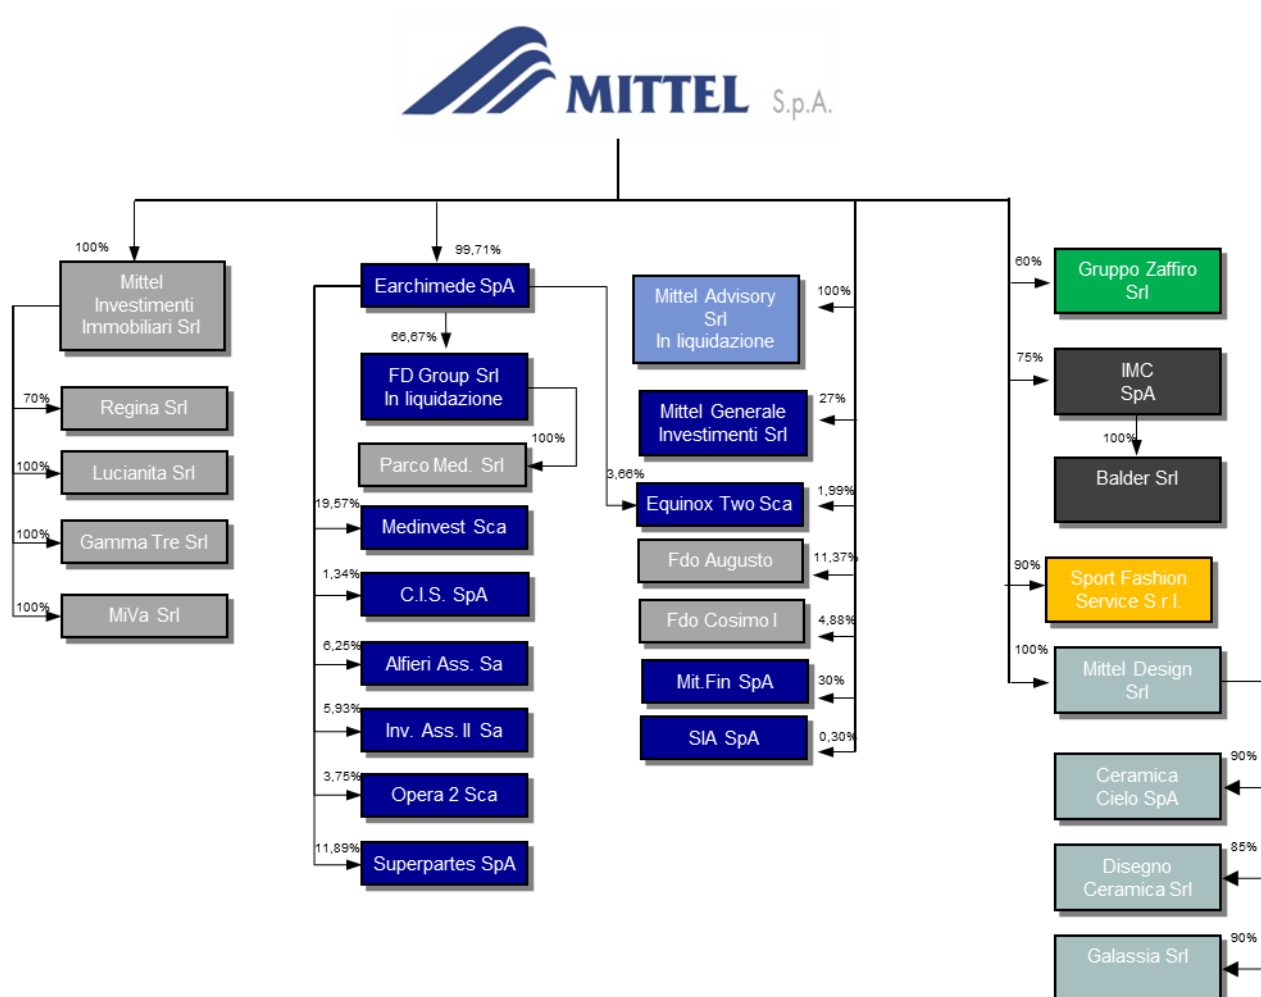 MITTEL S.p.A.
100%
Mittel
Investimenti
Immobiliari Srl
70%
Regina Srl
100%
Lucianita Srl
100%
Gamma Tre Srl
100%
MiVa Srl
99,71%
Earchimede SpA
66,67%
FD Group Srl
In liquidazione
100%
Parco Med. Srl
19,57%
Medinvest Sca
1,34%
C.I.S. SpA
6,25%
Alfieri Ass. Sa
5,93%
Inv. Ass. II Sa
3,75%
Opera 2 Sca
11,89%
Superpartes SpA
Mittel Advisory
Srl
In liquidazione
100%
Mittel Generale
Investimenti Srl
27%
3,66%
Equinox Two Sca
1,99%
Fdo Augusto
11,37%
Fdo Cosimo I
4,88%
Mit.Fin SpA
30%
SIA SpA
0,30%
60%
Gruppo Zaffiro
Srl
75%
IMC
SpA
100%
Balder Srl
90%
Sport Fashion
Service S.r.l.
100%
Mittel Design
Srl
90%
Ceramica
Cielo SpA
85%
Disegno
Ceramica Srl
90%
Galassia Srl